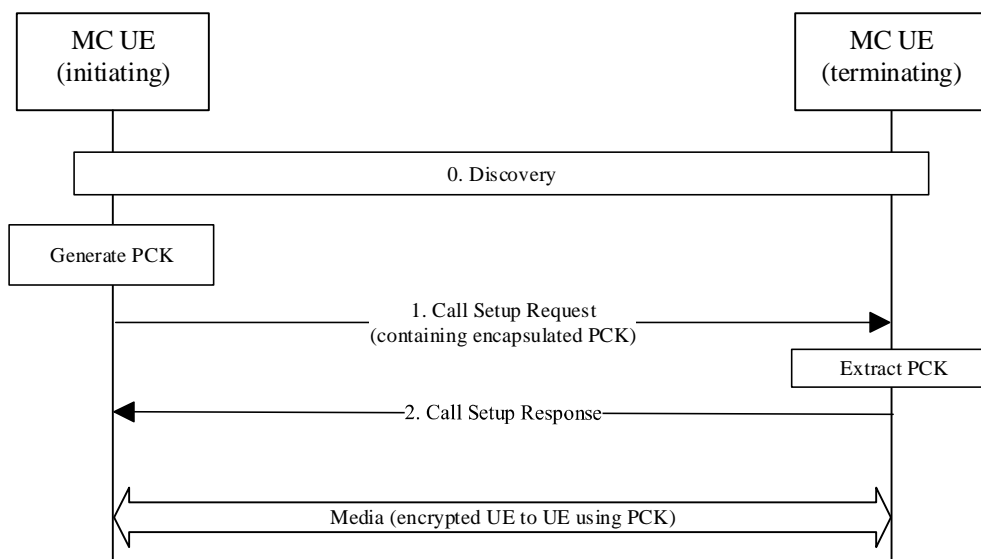 MC UE
(initiating)
MC UE
(terminating)
0. Discovery
Generate PCK
1. Call Setup Request
(containing encapsulated PCK)
Extract PCK
2. Call Setup Response
Media (encrypted UE to UE using PCK)